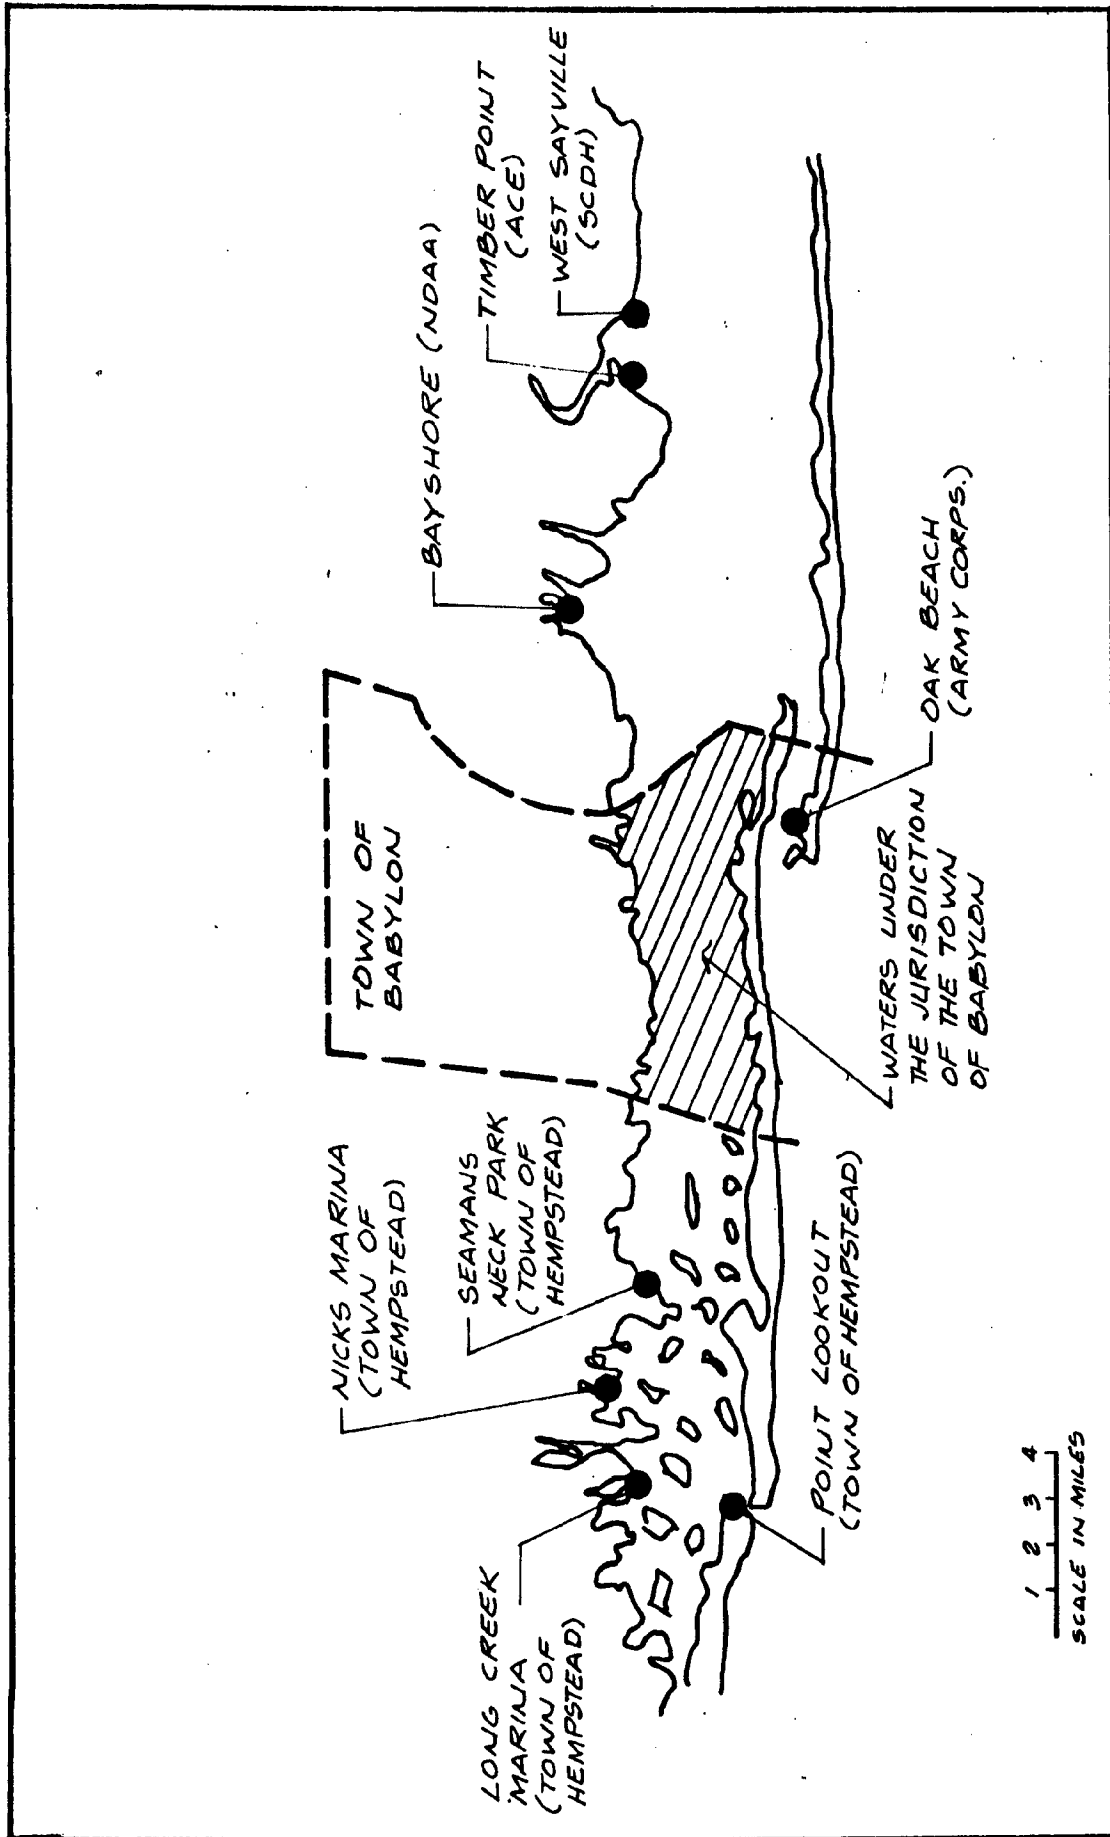 NICKS MARINA
(TOWN OF
HEMPSTEAD)
TOWN OF
BABYLON
BAYSHORE (NDAA)
TIMBER POINT
(ACE)
WEST SAYVILLE
(SCDH)
LONG CREEK
MARINA
(TOWN OF
HEMPSTEAD)
SEAMANS
NECK PARK
(TOWN OF
HEMPSTEAD)
POINT LOOKOUT
(TOWN OF HEMPSTEAD)
WATERS UNDER
THE JURISDICTION
OF THE TOWN
OF BABYLON
OAK BEACH
(ARMY CORPS.)
1 2 3 4
SCALE IN MILES